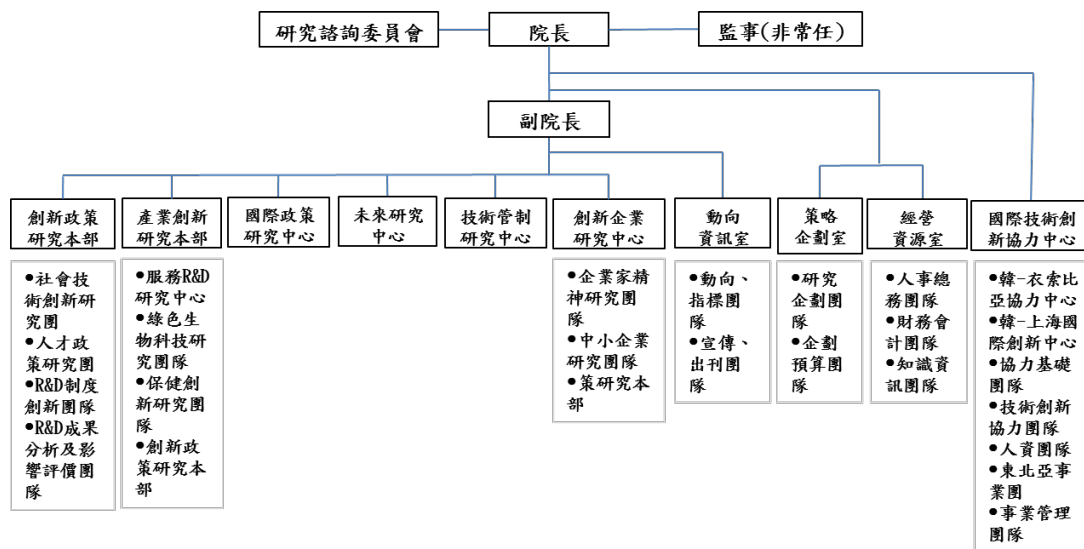 研究諮詢委員會
院長
監事(非常任)
副院長
創新政策
研究本部
產業創新
研究本部
國際政策
研究中心
未來研究
中心
技術管制
研究中心
創新企業
研究中心
動向
資訊室
策略
企劃室
經營
資源室
國際技術創
新協力中心
●社會技
術創新研
究團
●人才政
策研究團
●R&D制度
創新團隊
●R&D成果
分析及影
響評價團
隊
●服務R&D
研究中心
●綠色生
物科技研
究團隊
●保健創
新研究團
隊
●創新政
策研究本
部
●企業家精
神研究團
隊
●中小企業
研究團隊
●策研究本
部
●動向、
指標團
隊
●宣傳、
出刊團
隊
●研究
企劃團
隊
●企劃
預算團
隊
●人事總
務團隊
●財務會
計團隊
●知識資
訊團隊
●韓-衣索比
亞協力中心
●韓-上海國
際創新中心
●協力基礎
團隊
●技術創新
協力團隊
●人資團隊
●東北亞事
業團
●事業管理
團隊